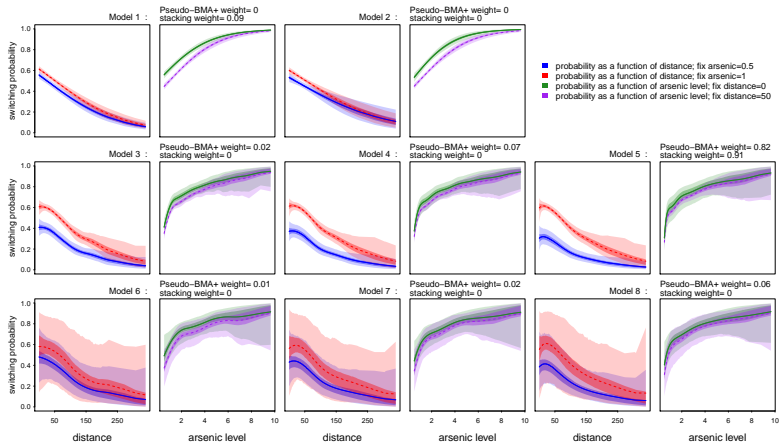 Model 1 :
Pseudo−BMA+ weight= 0
stacking weight= 0.09
Model 2 :
Pseudo−BMA+ weight= 0
stacking weight= 0
switching probability
0.0 0.2 0.4 0.6 0.8 1.0
probability as a function of distance; fix arsenic=0.5
probability as a function of distance; fix arsenic=1
probability as a function of arsenic level; fix distance=0
probability as a function of arsenic level; fix distance=50
Model 3 :
Pseudo−BMA+ weight= 0.02
stacking weight= 0
Model 4 :
Pseudo−BMA+ weight= 0.07
stacking weight= 0
Model 5 :
Pseudo−BMA+ weight= 0.82
stacking weight= 0.91
switching probability
0.0 0.2 0.4 0.6 0.8 1.0
Model 6 :
Pseudo−BMA+ weight= 0.01
stacking weight= 0
Model 7 :
Pseudo−BMA+ weight= 0.02
stacking weight= 0
Model 8 :
Pseudo−BMA+ weight= 0.06
stacking weight= 0
switching probability
0.0 0.2 0.4 0.6 0.8 1.0
50 150 250
2 4 6 8 10
50 150 250
2 4 6 8 10
50 150 250
2 4 6 8 10
distance
arsenic level
distance
arsenic level
distance
arsenic level